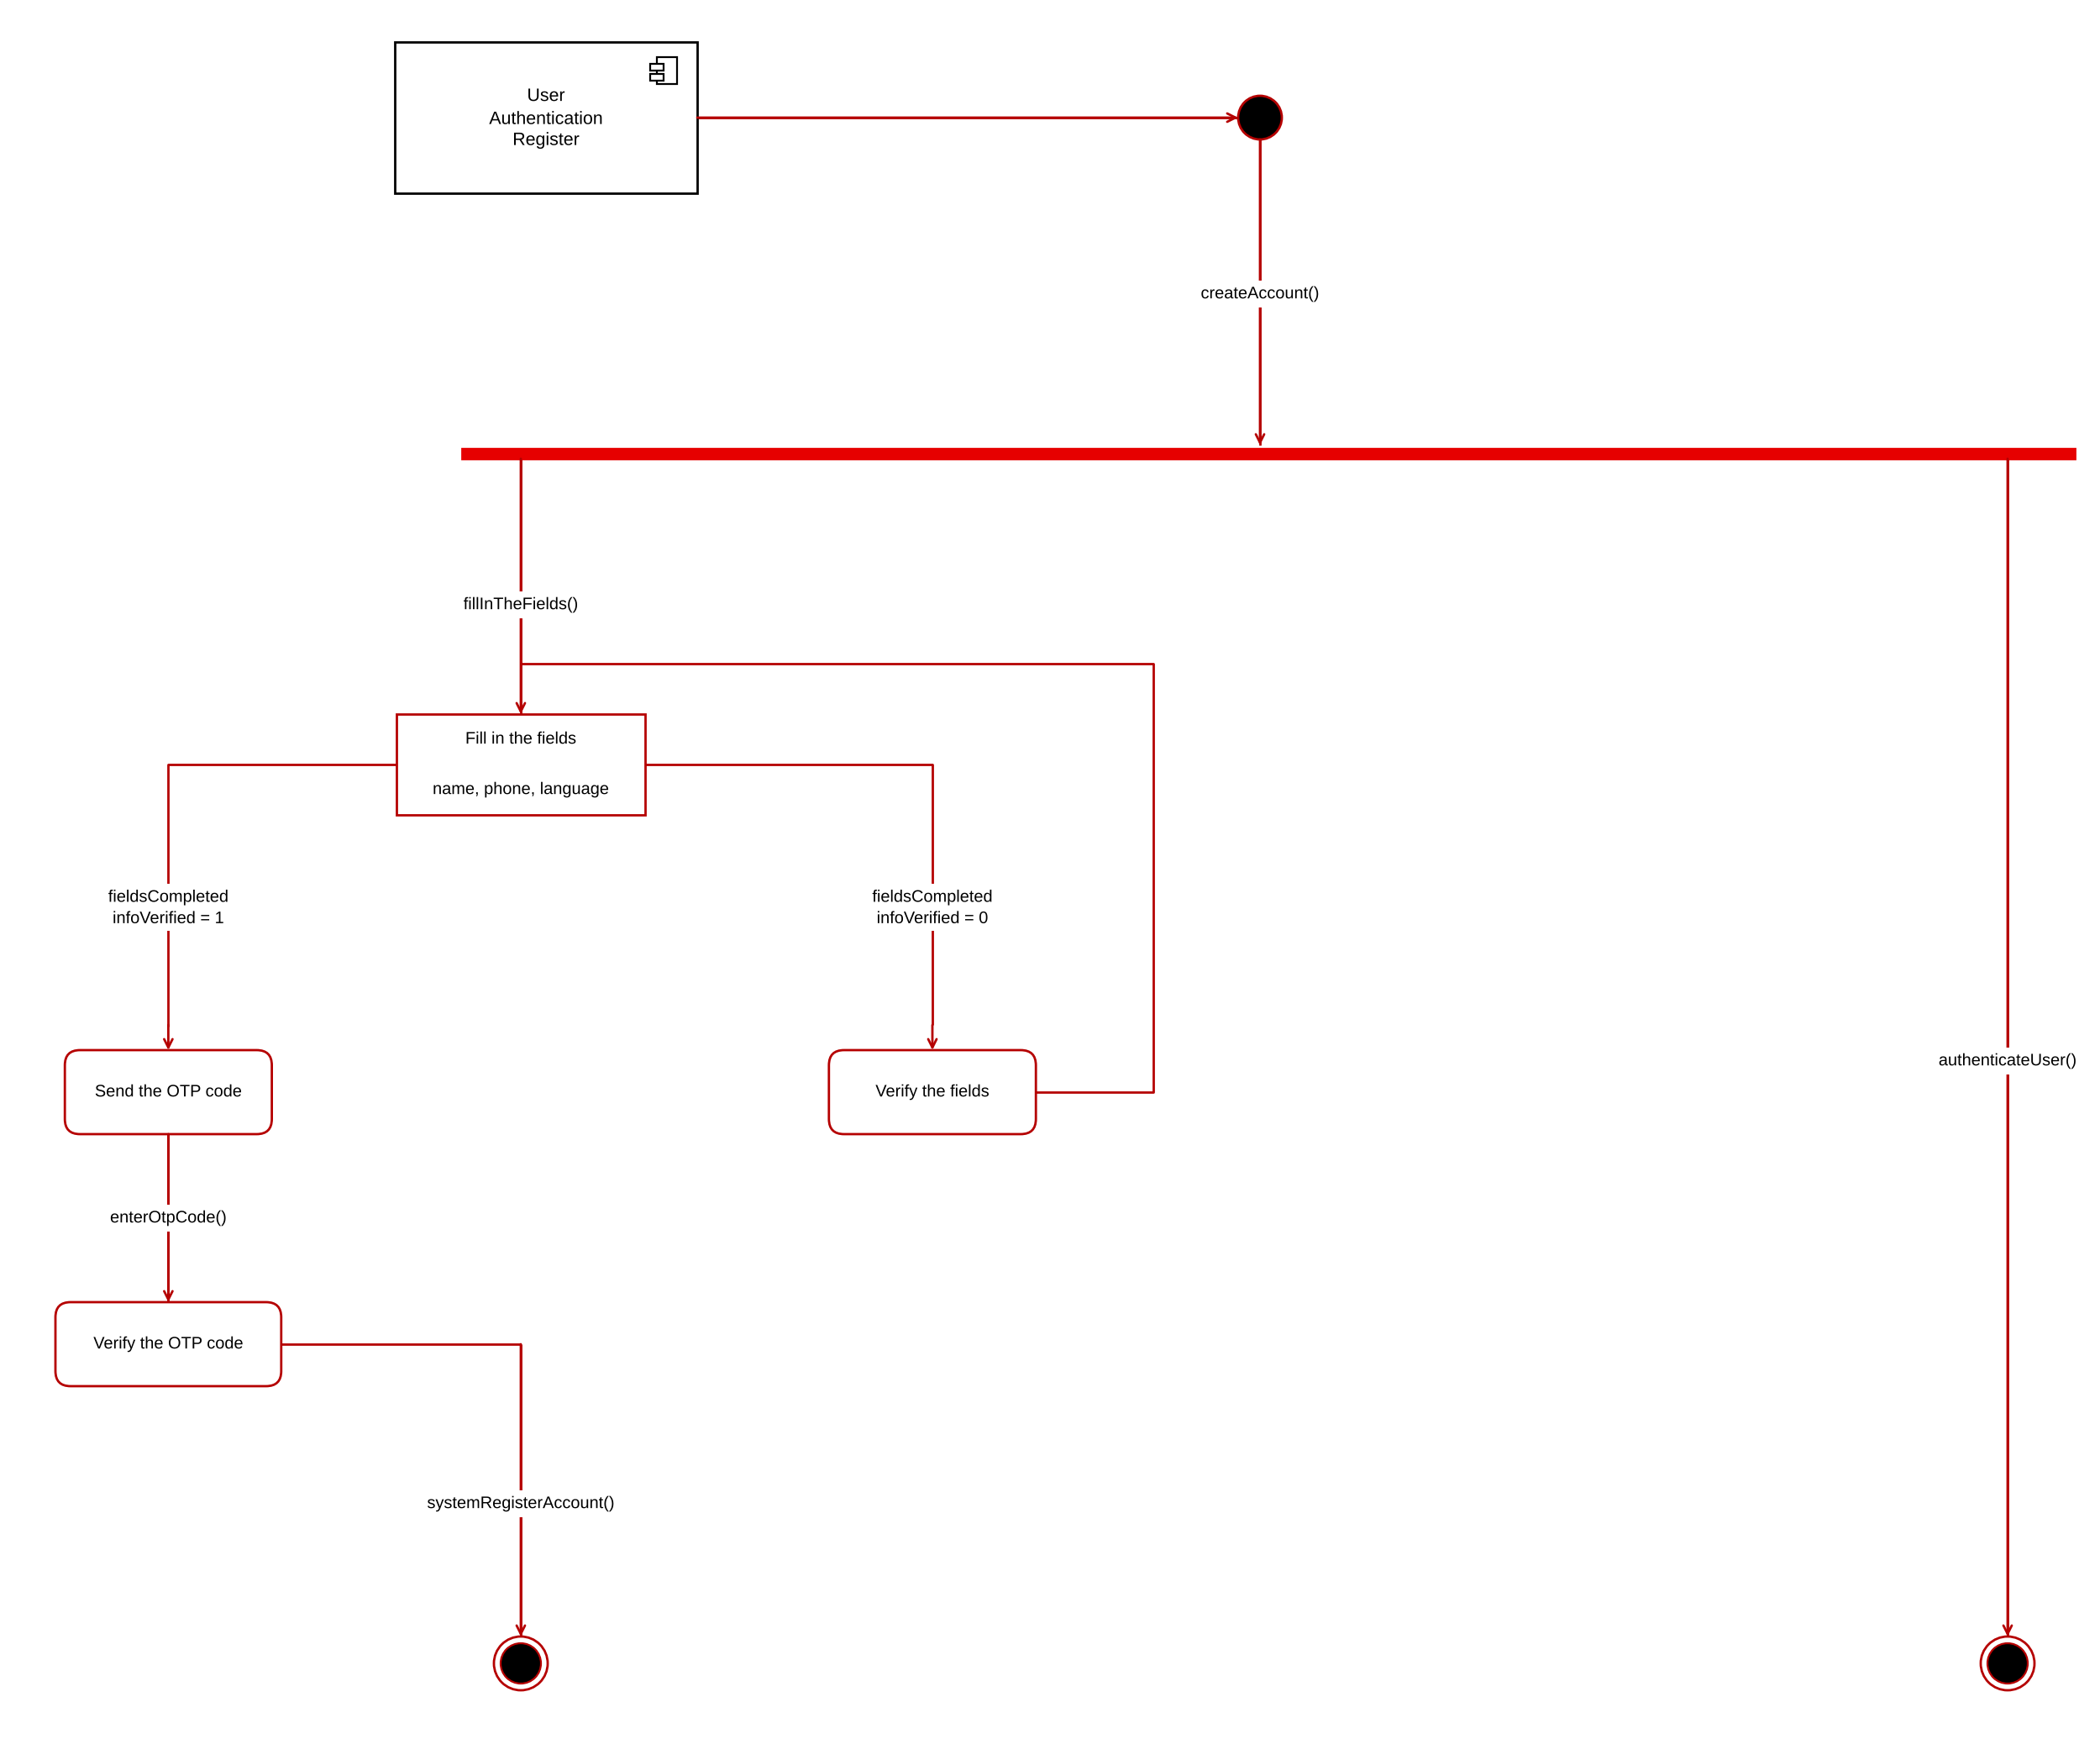 User
Authentication
Register
createAccount()
fillInTheFields()
Fill in the fields
name, phone, language
fieldsCompleted
infoVerified = 1
fieldsCompleted
infoVerified = 0
authenticateUser()
Send the OTP code
Verify the fields
enterOtpCode()
Verify the OTP code
systemRegisterAccount()